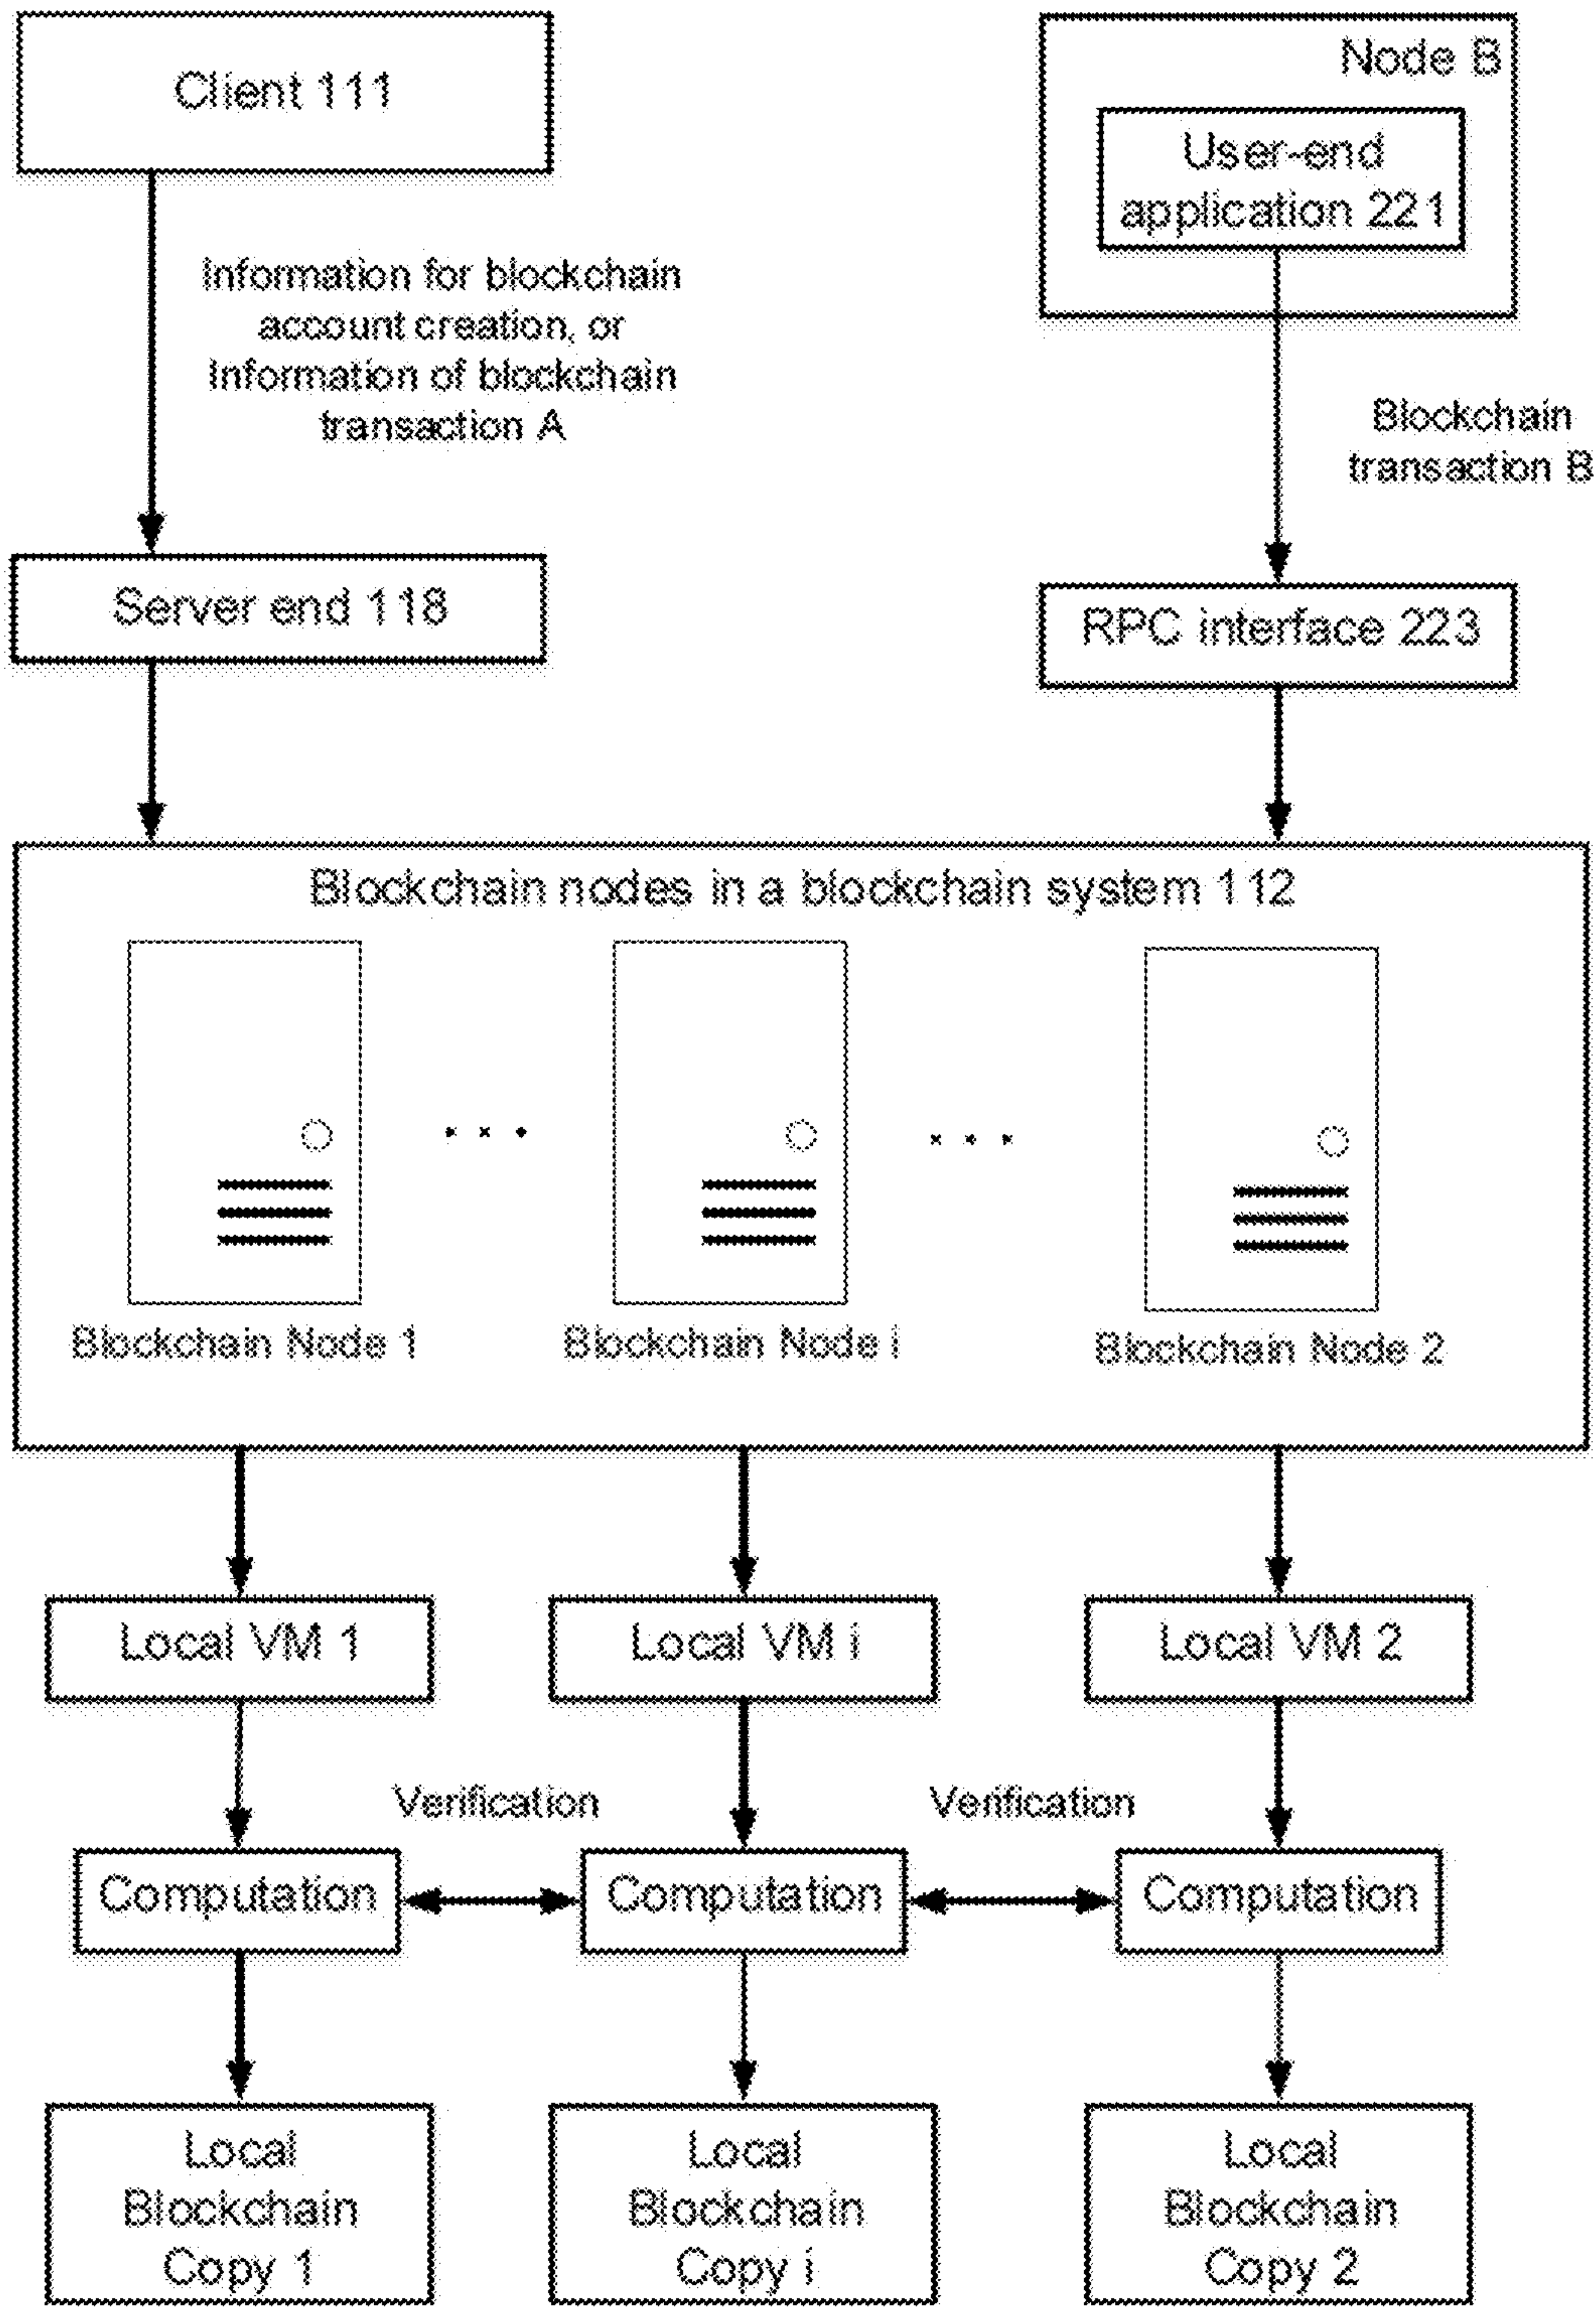 Client 111
Node B
User-end
application 221
Information for blockchain
account creation, or
Information of blockchain
transaction A
Blockchain
transaction B
Server end 118
RPC interface 223
Blockchain nodes in a blockchain system 112
. . .
. . .
Blockchain Node 1
Blockchain Node i
Blockchain Node 2
Local VM 1
Local VM i
Local VM 2
Verification
Verification
Computation
Computation
Computation
Local
Blockchain
Copy 1
Local
Blockchain
Copy i
Local
Blockchain
Copy 2